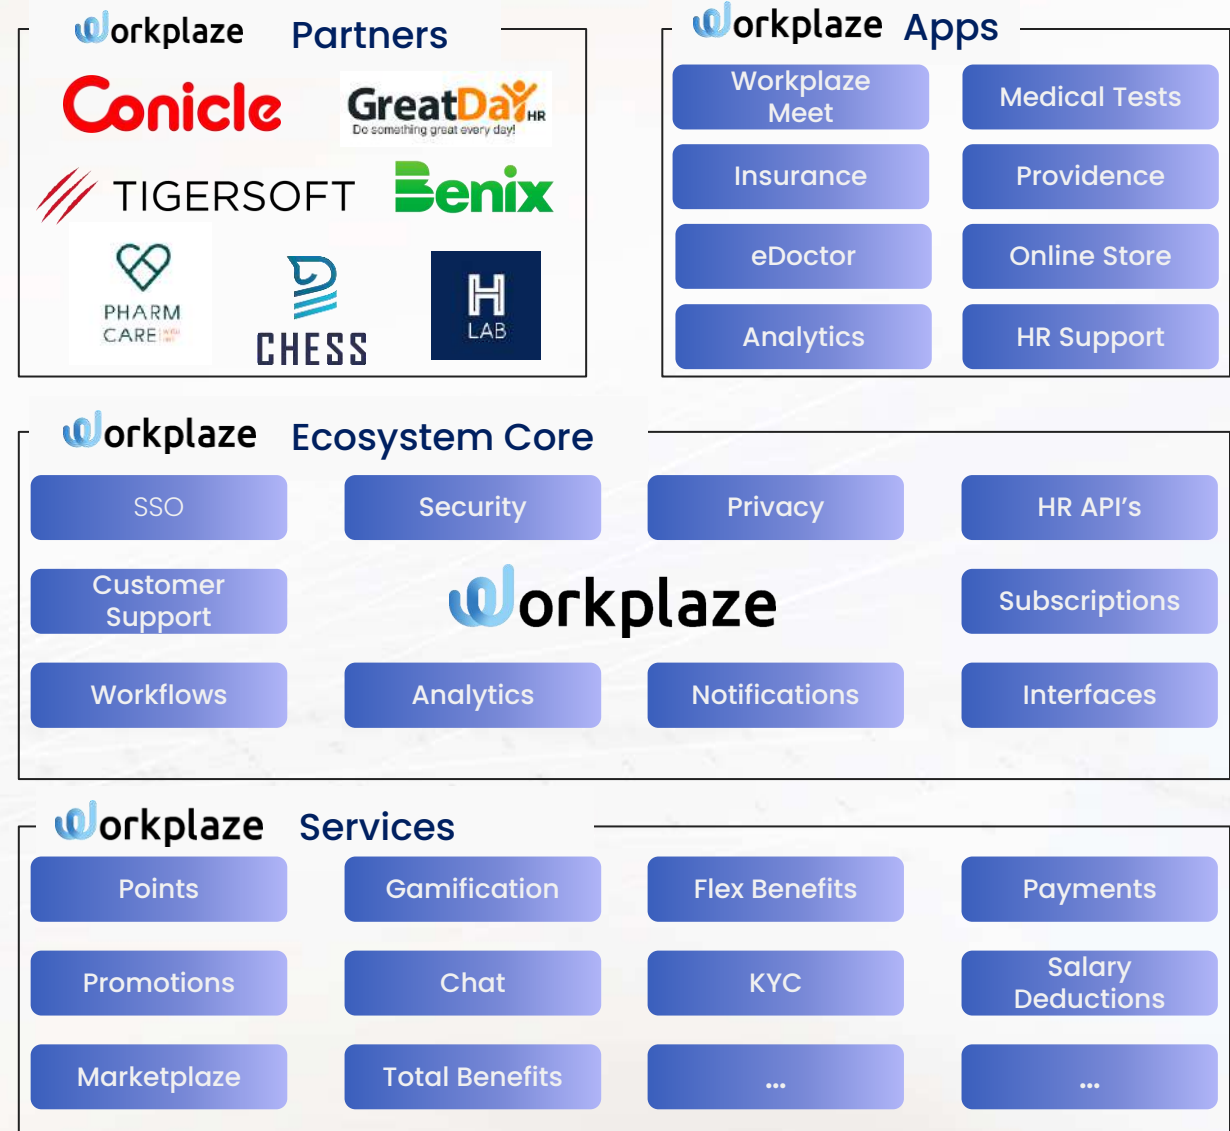 Workplaze Partners
Conicle
GreatDay HR
Do something great every day!
TIGERSOFT
Benix
PHARM
CARE
CHESS
H
LAB
Workplaze Apps
Workplaze
Meet
Medical Tests
Insurance
Providence
eDoctor
Online Store
Analytics
HR Support
Workplaze Ecosystem Core
SSO
Security
Privacy
HR API’s
Customer
Support
Workplaze
Subscriptions
Workflows
Analytics
Notifications
Interfaces
Workplaze Services
Points
Gamification
Flex Benefits
Payments
Promotions
Chat
KYC
Salary
Deductions
Marketplaze
Total Benefits
...
...